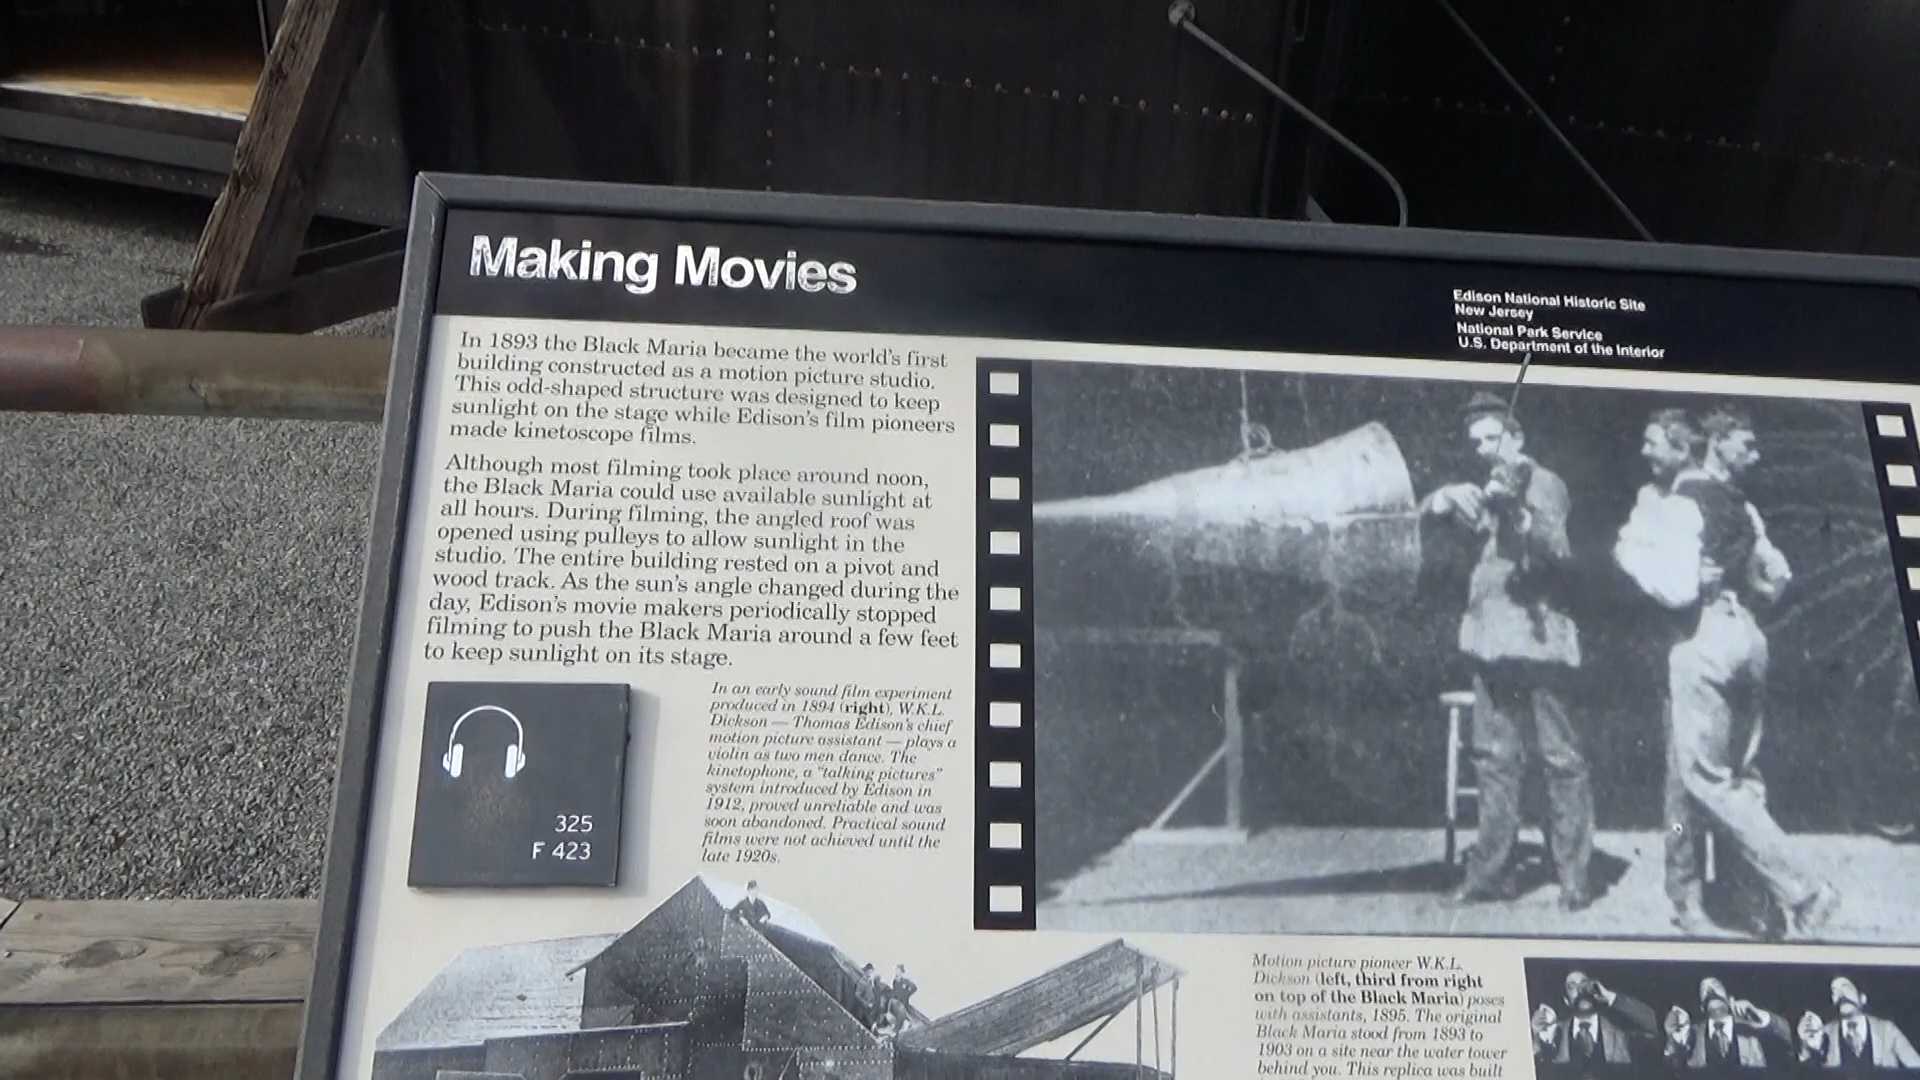 Making Movies
Edison National Historic Site
New Jersey
National Park Service
U.S. Department of the Interior
In 1893 the Black Maria became the world's first
building constructed as a motion picture studio.
This odd-shaped structure was designed to keep
sunlight on the stage while Edison's film pioneers
made kinetoscope films.
Although most filming took place around noon,
the Black Maria could use available sunlight at
all hours. During filming, the angled roof was
opened using pulleys to allow sunlight in the
studio. The entire building rested on a pivot and
wood track. As the sun's angle changed during the
day, Edison's movie makers periodically stopped
filming to push the Black Maria around a few feet
to keep sunlight on its stage.
In an early sound film experiment
produced in 1894 (right), W.K.L.
Dickson — Thomas Edison's chief
motion picture assistant — plays a
violin as two men dance. The
kinetophone, a "talking pictures"
system introduced by Edison in
1912, proved unreliable and was
soon abandoned. Practical sound
films were not achieved until the
late 1920s.
325
F 423
Motion picture pioneer W.K.L.
Dickson (left, third from right
on top of the Black Maria) poses
with assistants, 1895. The original
Black Maria stood from 1893 to
1903 on a site near the water tower
behind you. This replica was built